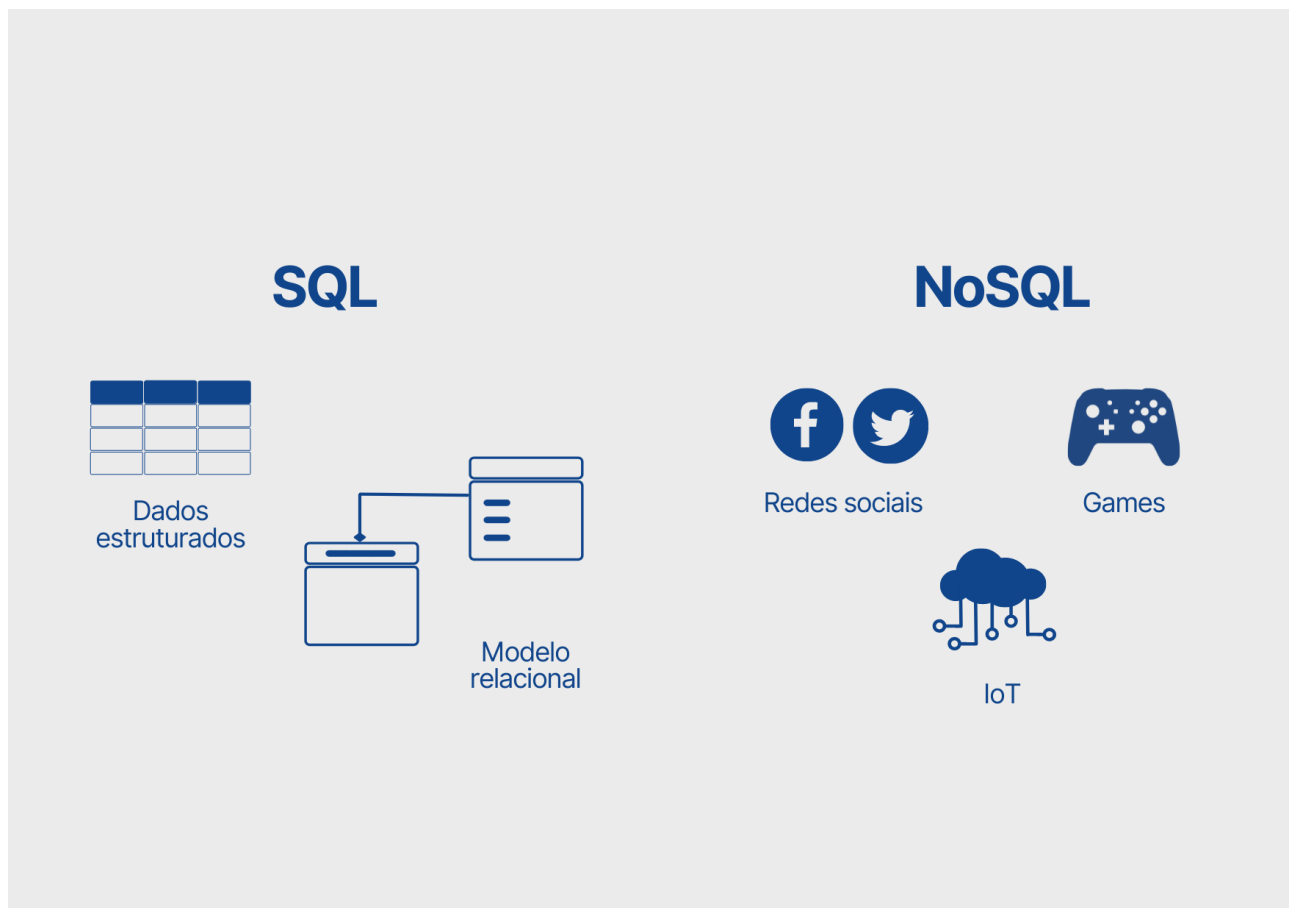 SQL
NoSQL
Dados
estruturados
Modelo
relacional
Redes sociais
Games
IoT